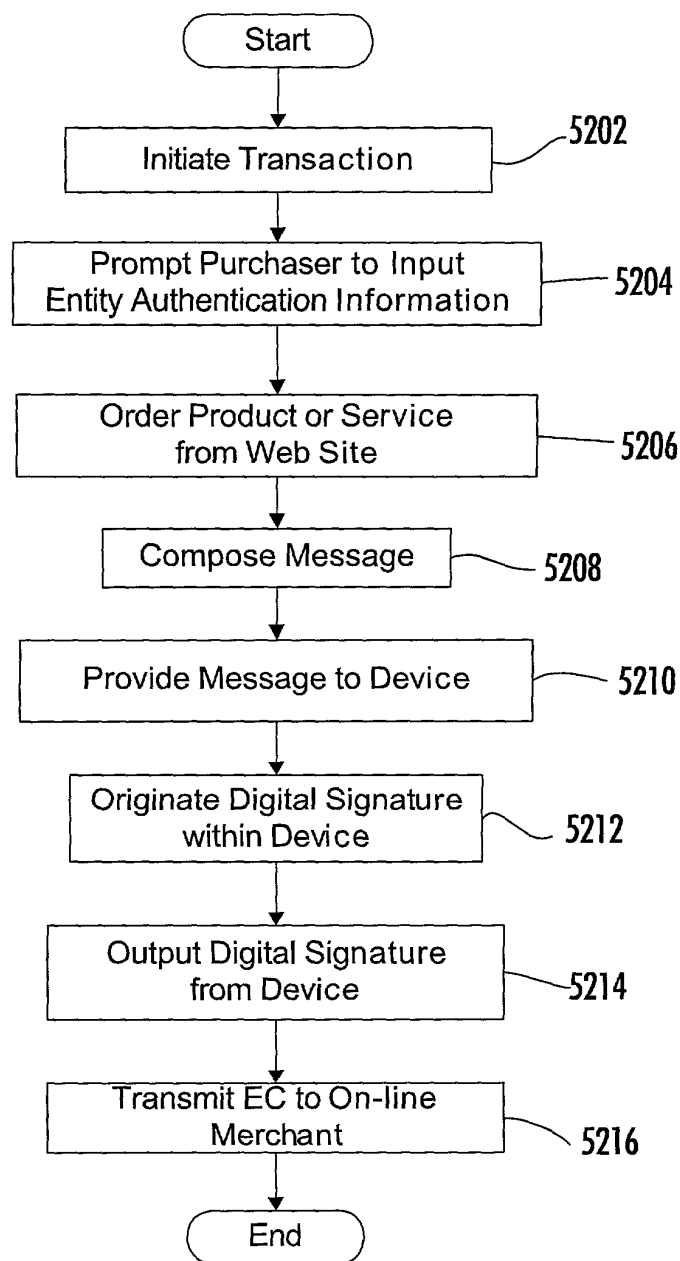 Start
Initiate Transaction
5202
Prompt Purchaser to Input
Entity Authentication Information
5204
Order Product or Service
from Web Site
5206
Compose Message
5208
Provide Message to Device
5210
Originate Digital Signature
within Device
5212
Output Digital Signature
from Device
5214
Transmit EC to On-line
Merchant
5216
End